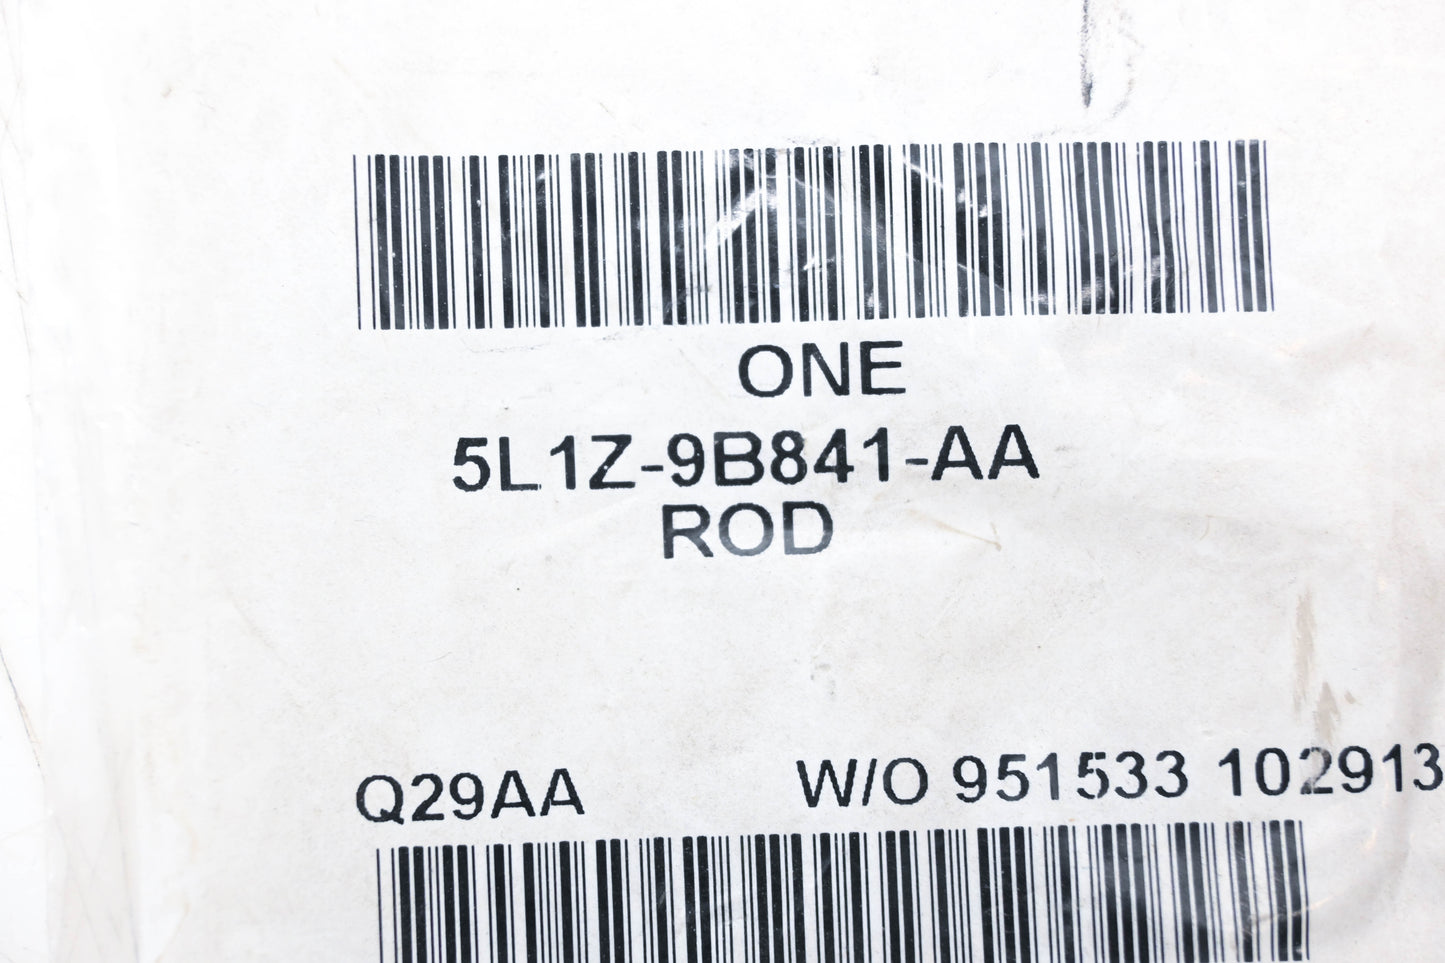 ONE
5L1Z-9B841-AA
ROD
Q29AA W/O 951533 102913